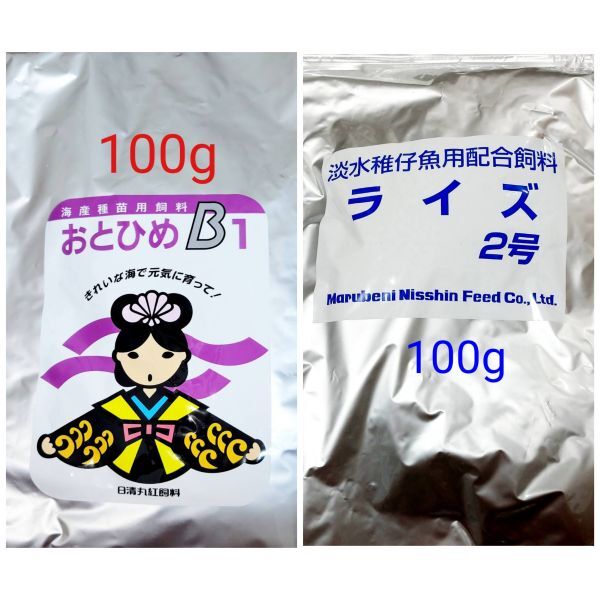 100g
海産種苗用飼料
おとひめB1
きれいな海で元気に育って!
日清丸紅飼料
淡水稚仔魚用配合飼料
ライズ
2号
Marubeni Nisshin Feed Co., Ltd.
100g